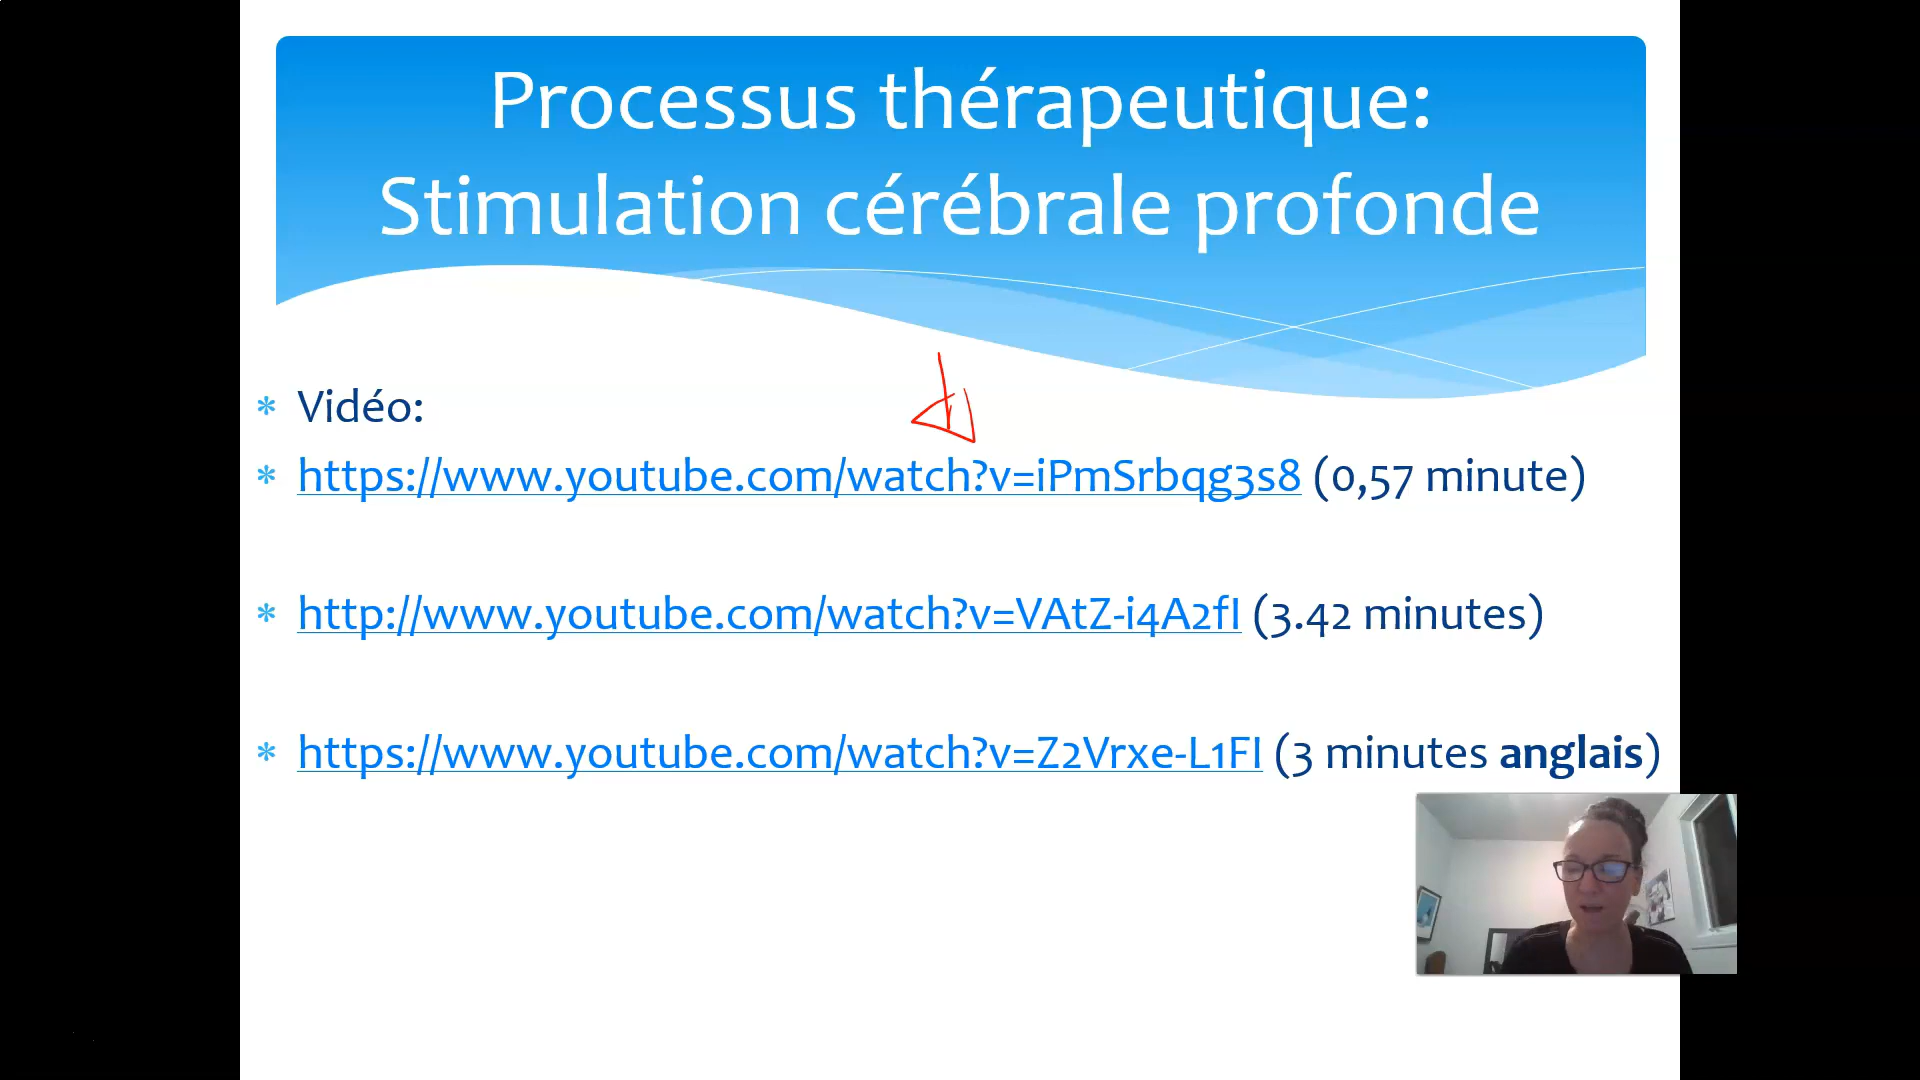 Processus thérapeutique:
Stimulation cérébrale profonde
* Vidéo:
* https://www.youtube.com/watch?v=iPmSrbqg3s8 (0,57 minute)
* http://www.youtube.com/watch?v=VAtZ-i4A2fI (3.42 minutes)
* https://www.youtube.com/watch?v=Z2Vrxe-L1FI (3 minutes anglais)